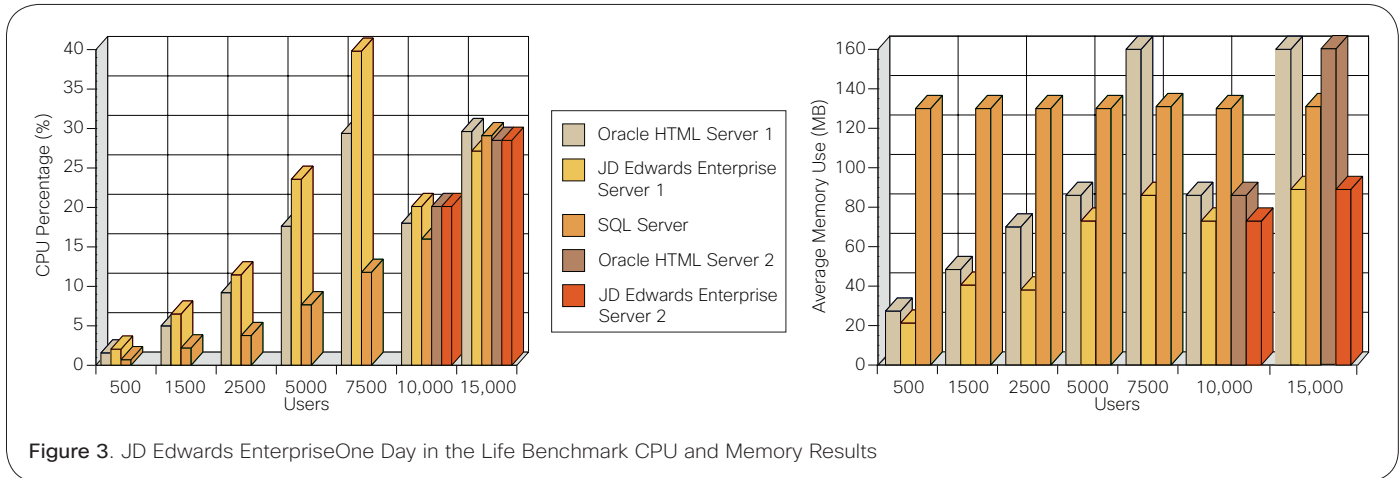 CPU Percentage (%)
40
35
30
25
20
15
10
5
0
500 1500 2500 5000 7500 10,000 15,000
Users
Oracle HTML Server 1
JD Edwards Enterprise
Server 1
SQL Server
Oracle HTML Server 2
JD Edwards Enterprise
Server 2
Average Memory Use (MB)
160
140
120
100
80
60
40
20
0
500 1500 2500 5000 7500 10,000 15,000
Users
Figure 3. JD Edwards EnterpriseOne Day in the Life Benchmark CPU and Memory Results